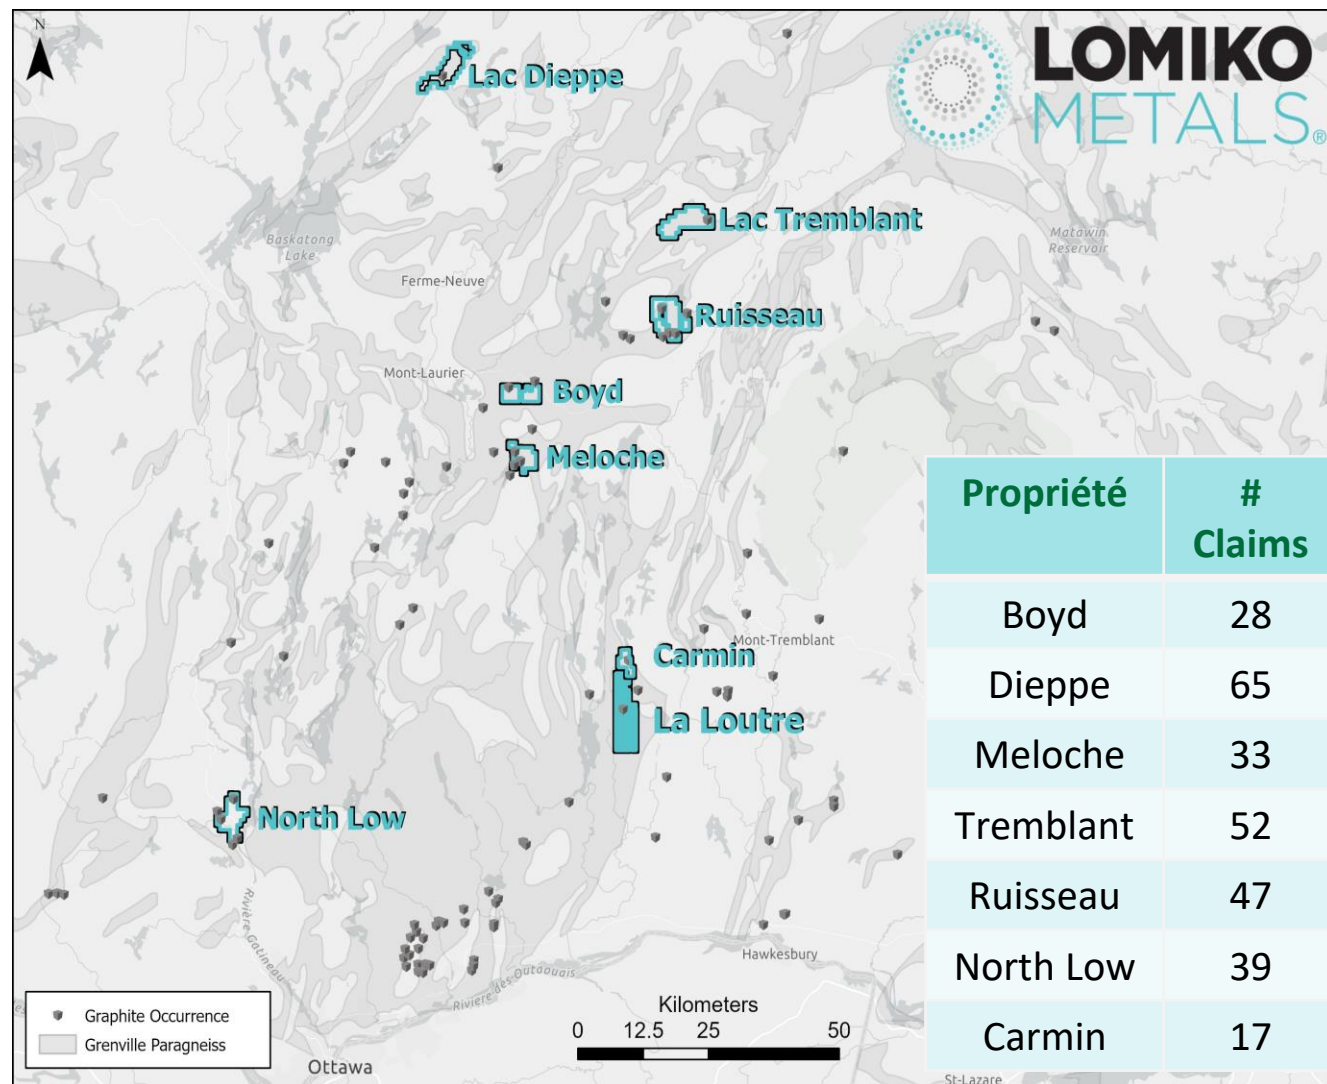 N
LOMIKO
METALS®
Lac Dieppe
Lac Tremblant
Baskatong
Lake
Matawin
Reservoir
Ferme-Neuve
Ruisseau
Mont-Laurier
Boyd
Meloche
Propriété # Claims
Boyd 28
Dieppe 65
Meloche 33
Tremblant 52
Ruisseau 47
North Low 39
Carmin 17
Mont-Tremblant
Carmin
La Loutre
North Low
Rivière Gatineau
Rivière des Outaouais
Hawkesbury
Kilometers
0 12.5 25 50
Graphite Occurrence
Grenville Paragneiss
Ottawa
St-Lazare